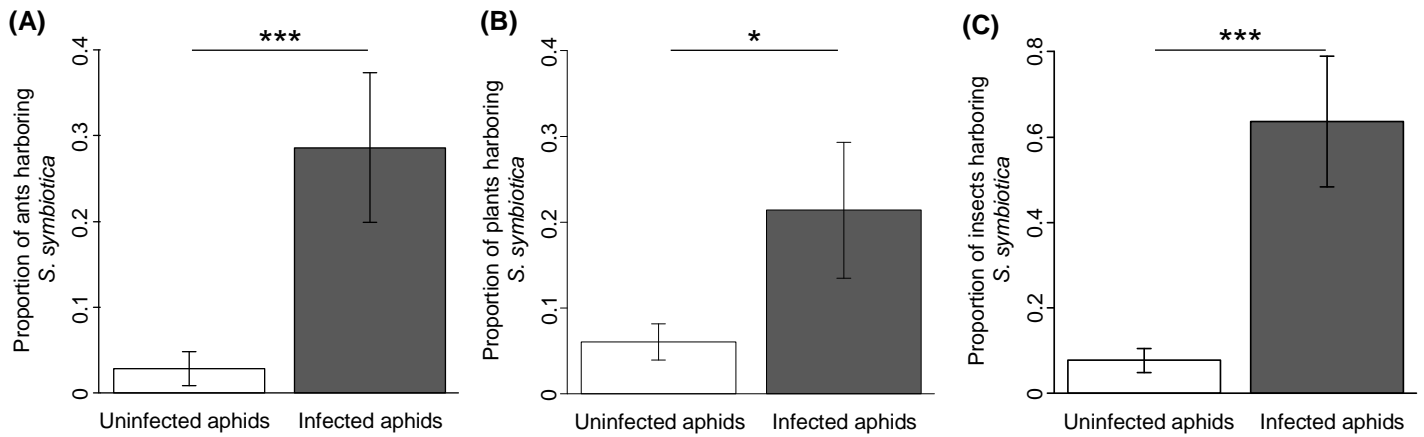 (A)
***
Proportion of ants harboring
S. symbiotica
0
0.1
0.2
0.3
0.4
Uninfected aphids
Infected aphids
(B)
*
Proportion of plants harboring
S. symbiotica
0
0.1
0.2
0.3
0.4
Uninfected aphids
Infected aphids
(C)
***
Proportion of insects harboring
S. symbiotica
0.0
0.2
0.4
0.6
0.8
Uninfected aphids
Infected aphids